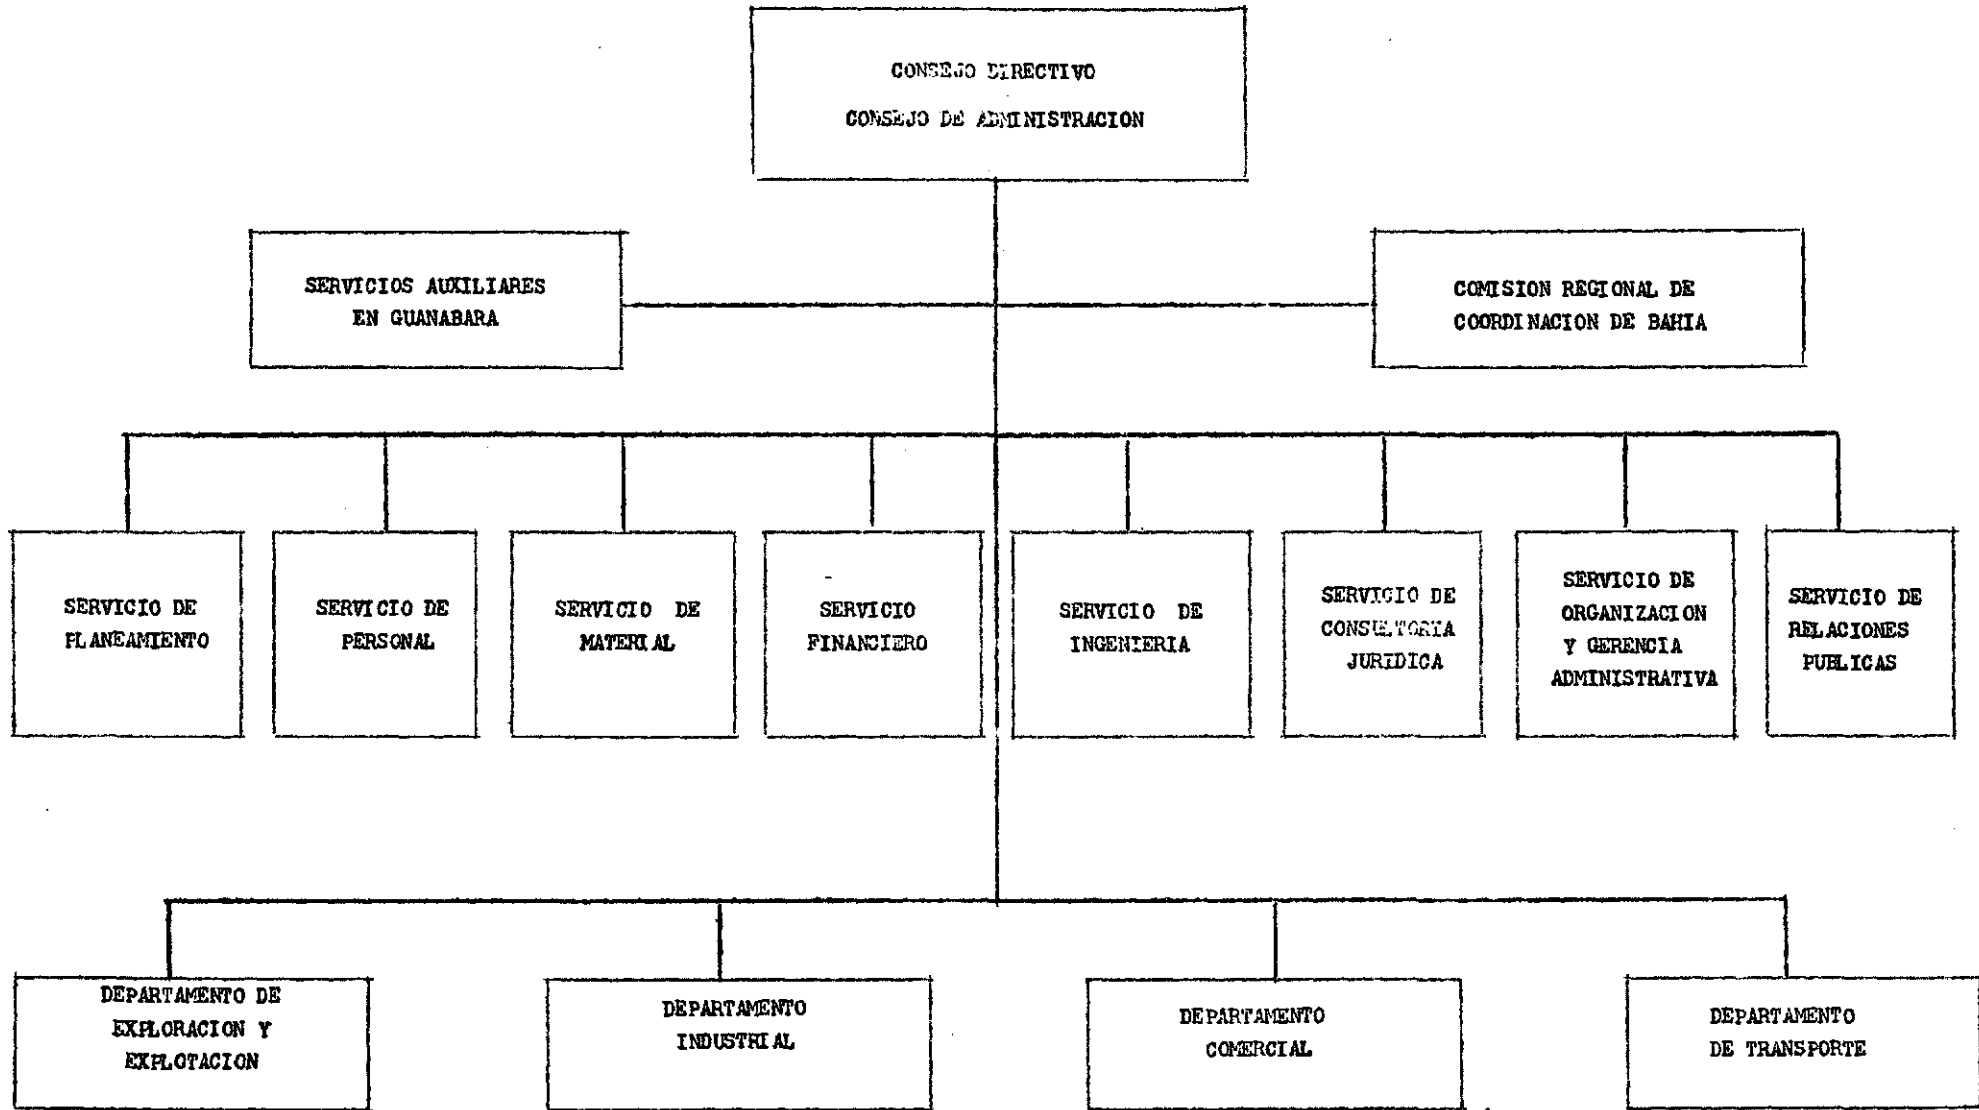 CONSEJO DIRECTIVO
CONSEJO DE ADMINISTRACION
SERVICIOS AUXILIARES
EN GUANABARA
COMISION REGIONAL DE
COORDINACION DE BAHIA
SERVICIO DE
PLANEAMIENTO
SERVICIO DE
PERSONAL
SERVICIO DE
MATERIAL
SERVICIO
FINANCIERO
SERVICIO DE
INGENIERIA
SERVICIO DE
CONSULTORIA
JURIDICA
SERVICIO DE
ORGANIZACION
Y GERENCIA
ADMINISTRATIVA
SERVICIO DE
RELACIONES
PUBLICAS
DEPARTAMENTO DE
EXPLORACION Y
EXPLOTACION
DEPARTAMENTO
INDUSTRIAL
DEPARTAMENTO
COMERCIAL
DEPARTAMENTO
DE TRANSPORTE